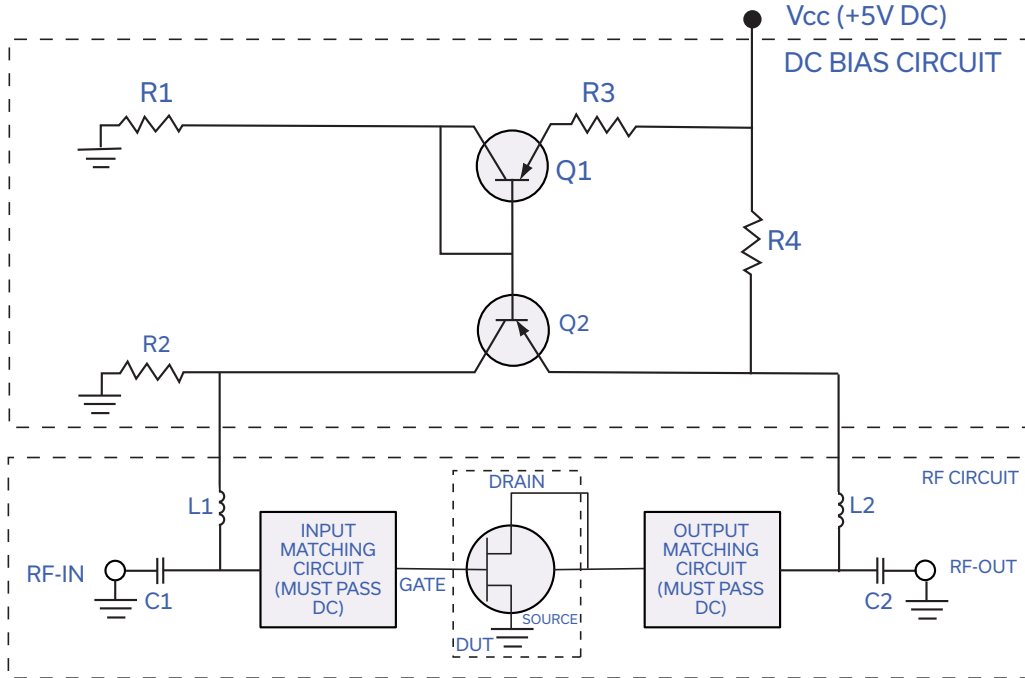 Vcc (+5V DC)
DC BIAS CIRCUIT
R1
R3
Q1
R4
Q2
R2
RF CIRCUIT
DRAIN
L1
L2
INPUT
MATCHING
CIRCUIT
(MUST PASS
DC)
OUTPUT
MATCHING
CIRCUIT
(MUST PASS
DC)
RF-IN
C1
GATE
SOURCE
DUT
C2
RF-OUT